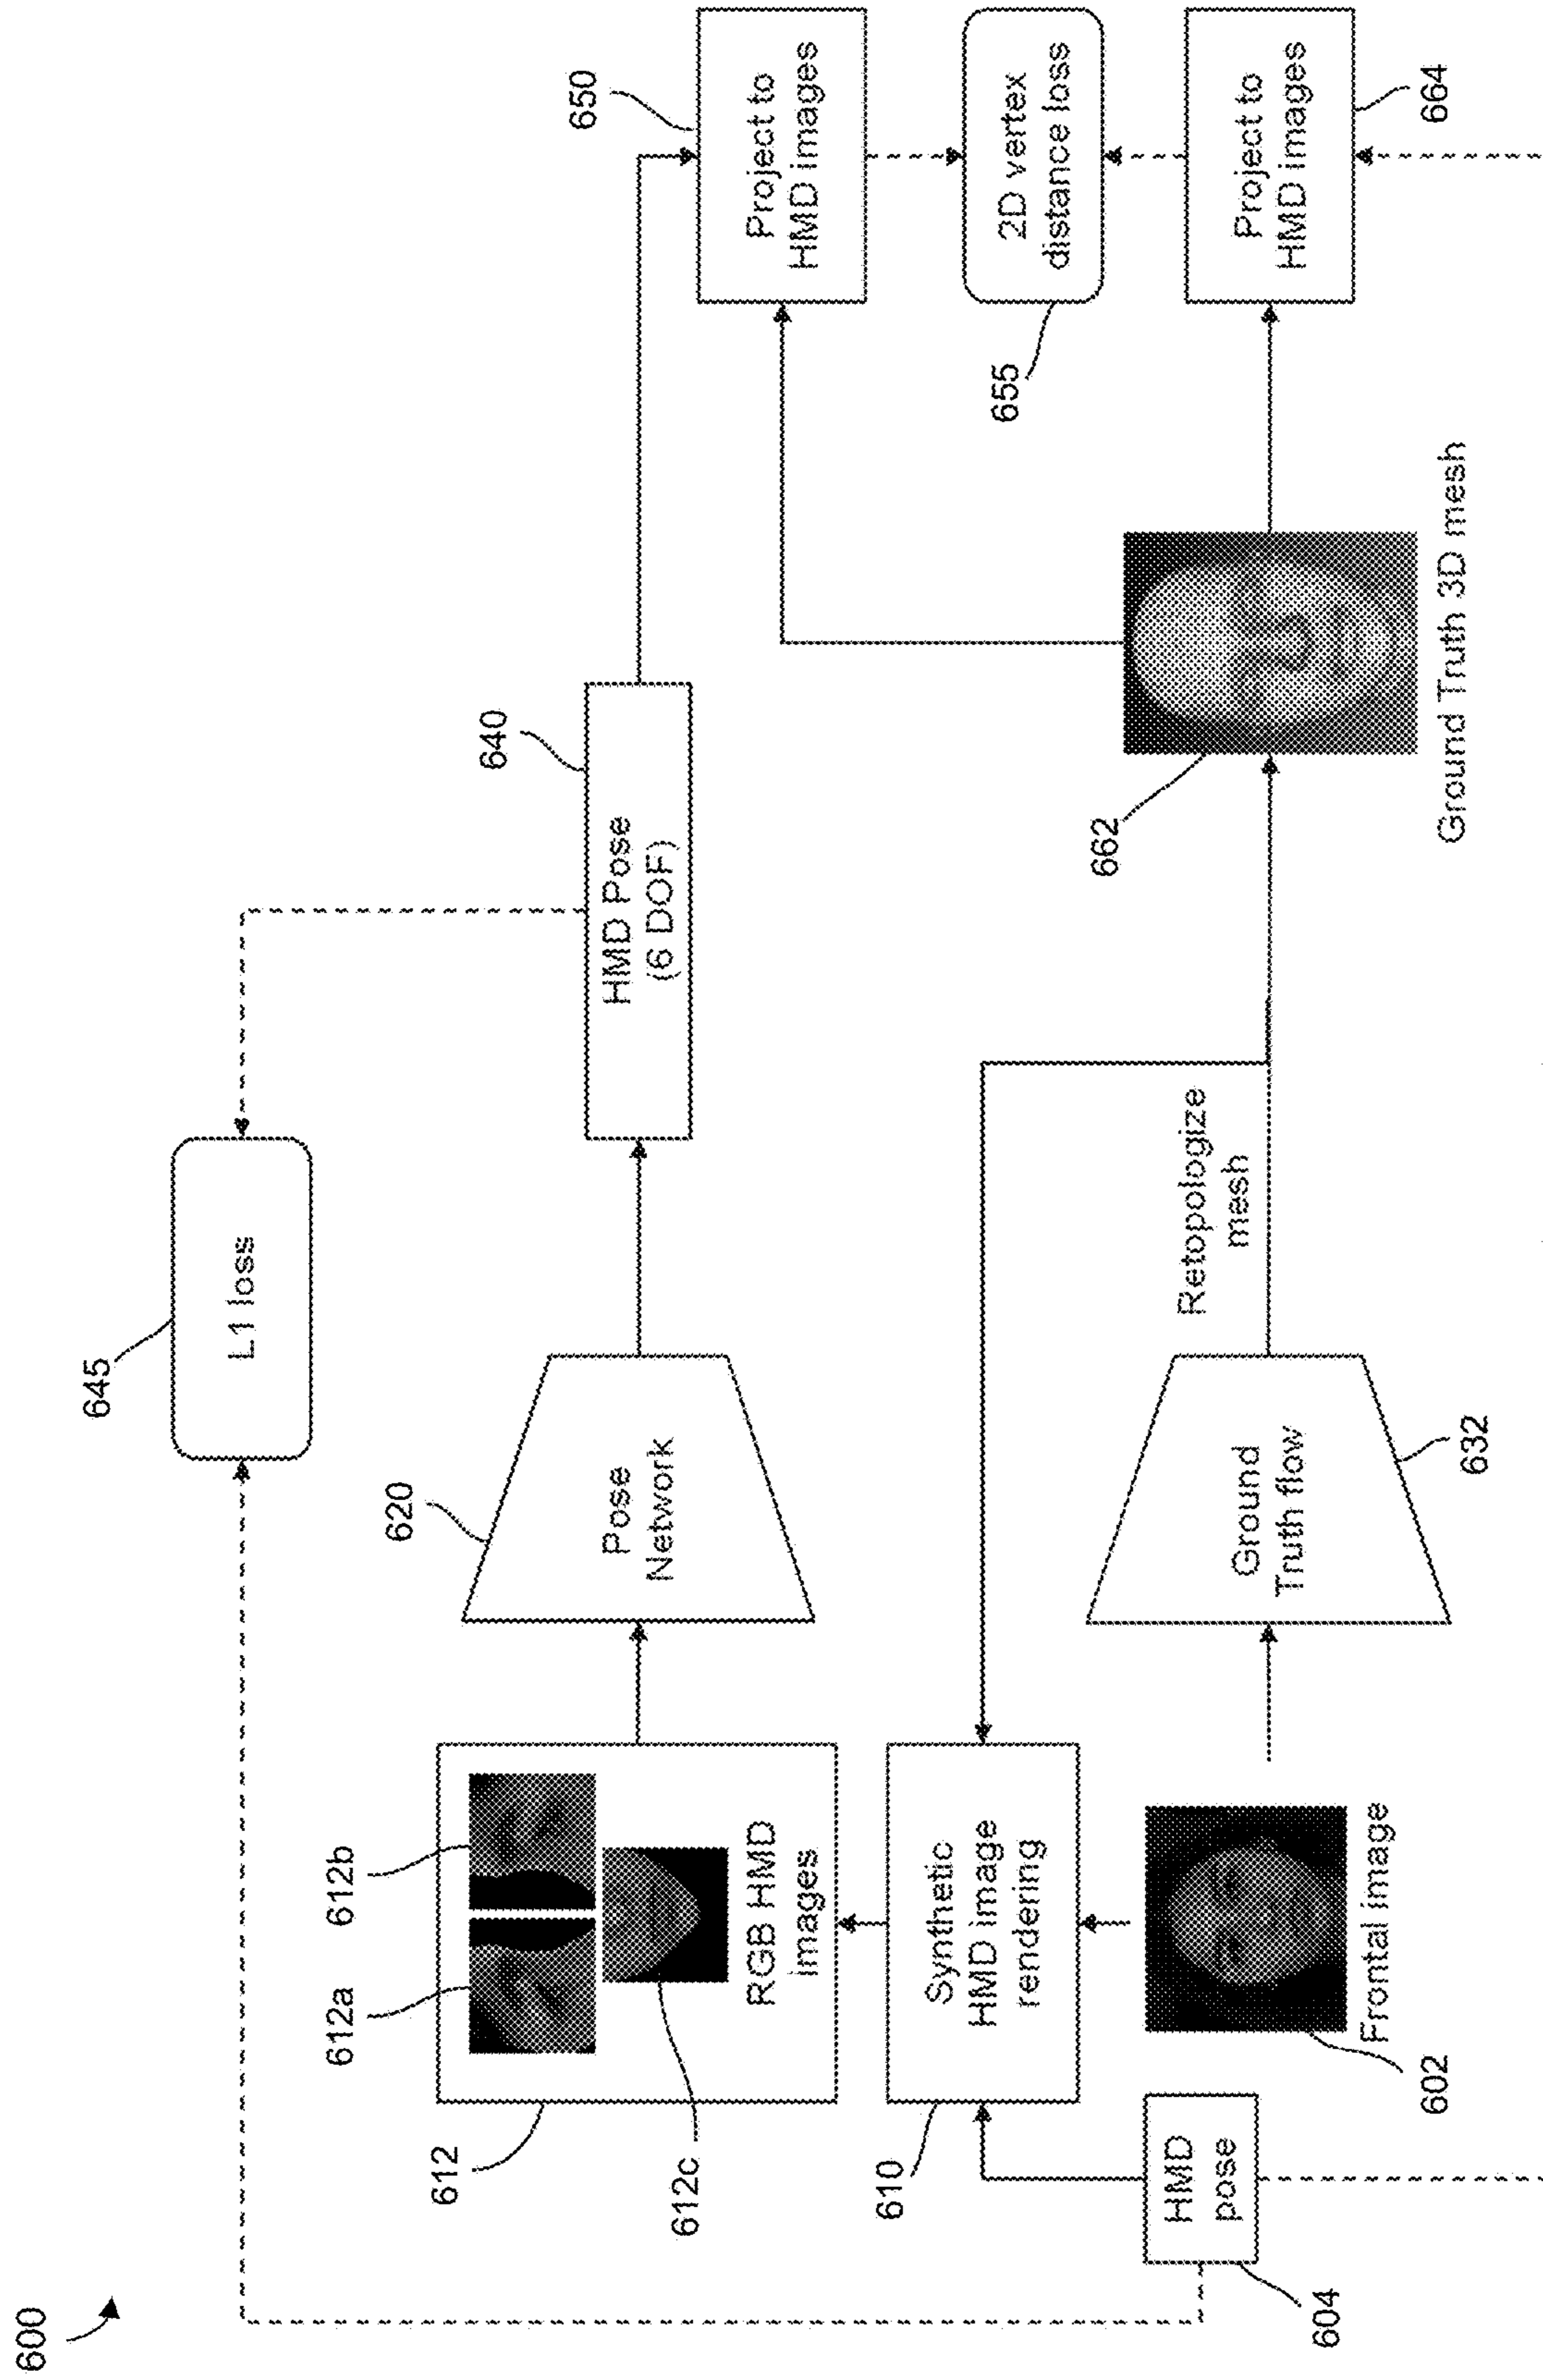 600
645
L1 loss
612a
612b
612
612c
RGB HMD
images
620
Pose
Network
640
HMD Pose
(6 DOF)
650
Project to
HMD images
610
Synthetic
HMD image
rendering
Retopologize
mesh
655
2D vertex
distance loss
604
HMD
pose
602
Frontal image
Ground
Truth flow
632
662
Ground Truth 3D mesh
Project to
HMD images
664